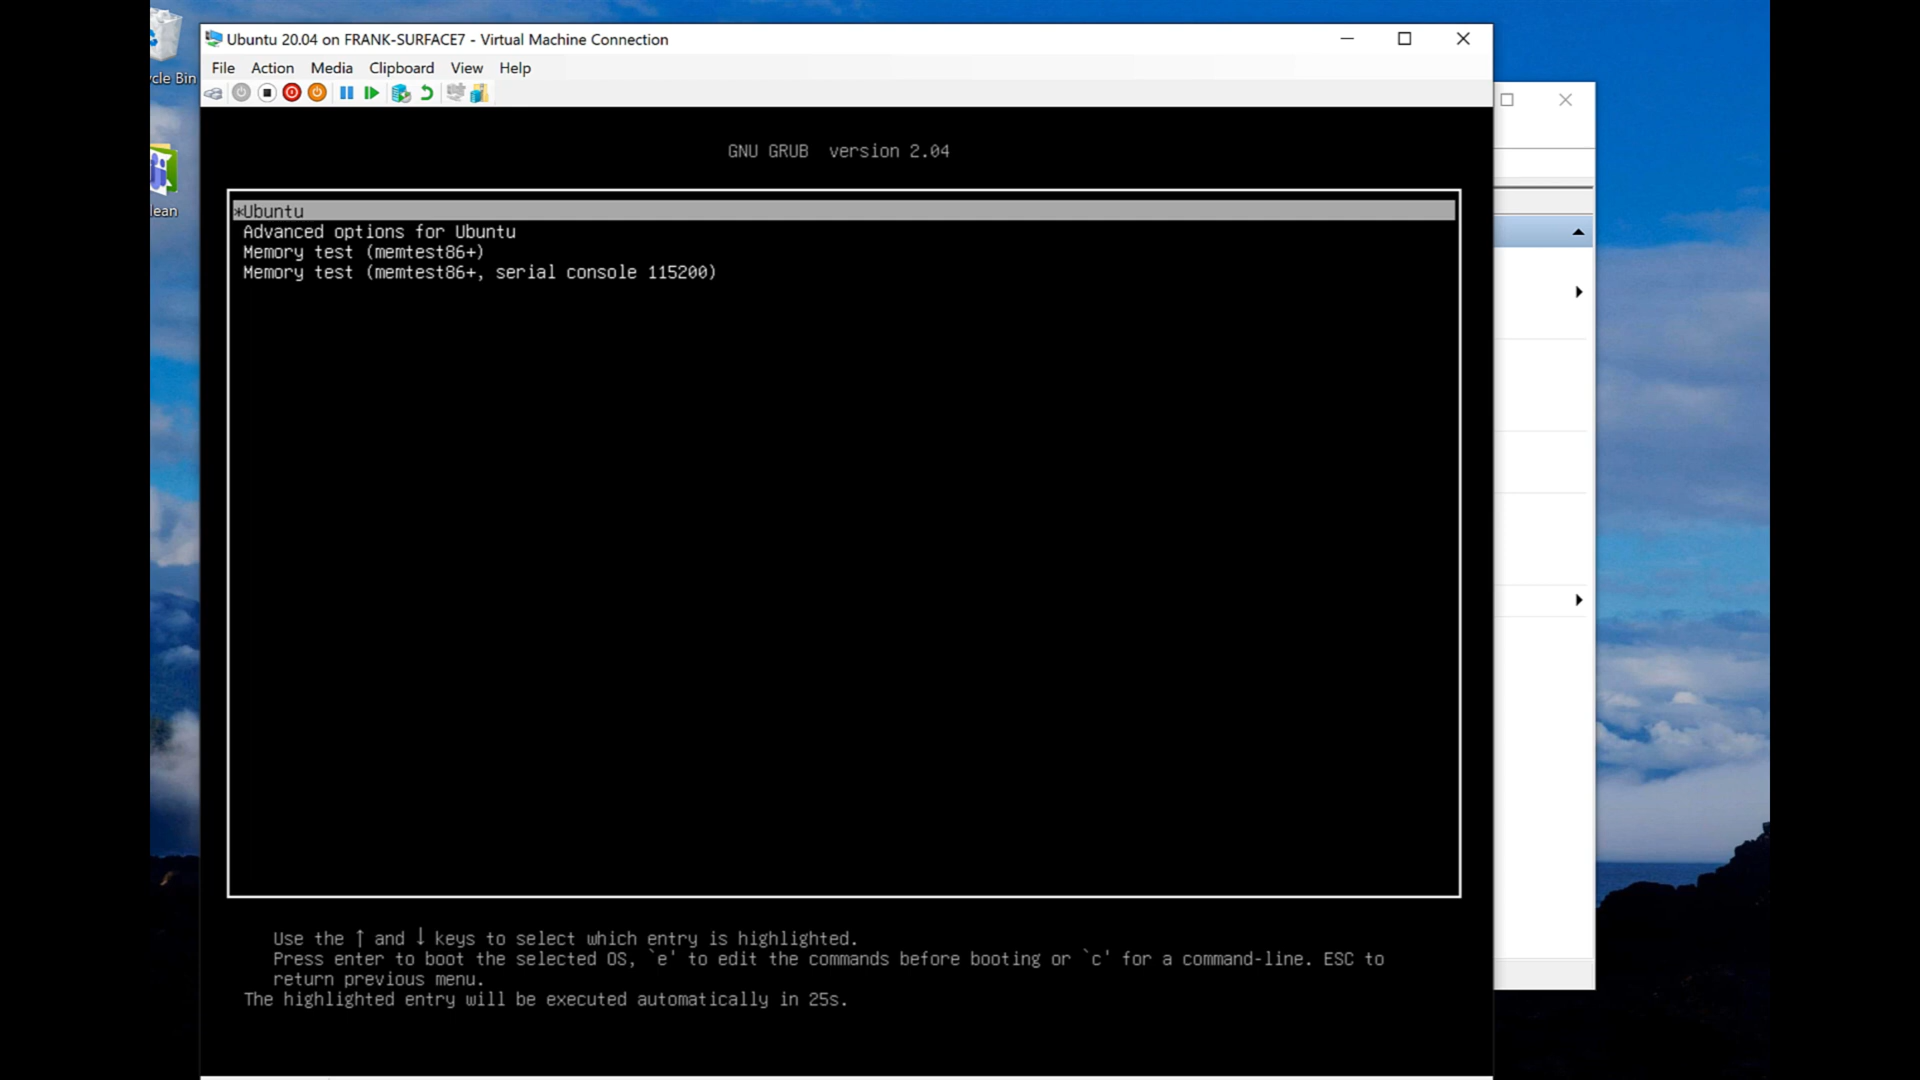 Ubuntu 20.04 on FRANK-SURFACE7 - Virtual Machine Connection
File Action Media Clipboard View Help
cle Bin
lean
GNU GRUB version 2.04
*Ubuntu
Advanced options for Ubuntu
Memory test (memtest86+)
Memory test (memtest86+, serial console 115200)
Use the ↑ and ↓ keys to select which entry is highlighted.
Press enter to boot the selected OS, `e' to edit the commands before booting or `c' for a command-line. ESC to
return previous menu.
The highlighted entry will be executed automatically in 25s.